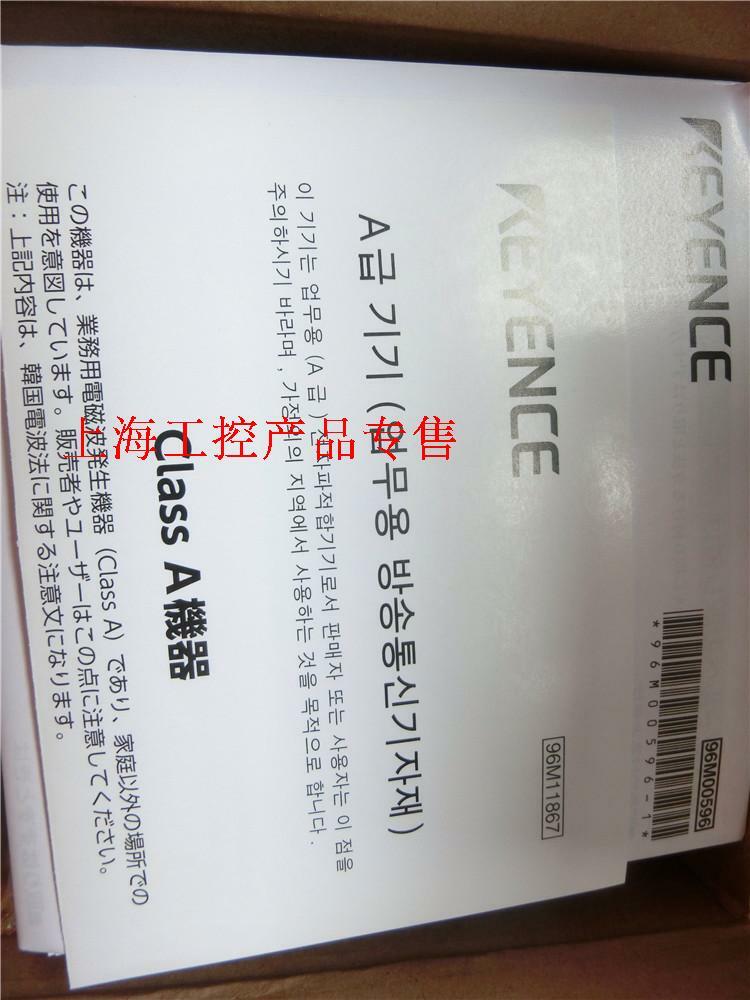 KEYENCE
96M00596
*96M00596-1*
KEYENCE
96M11867
A급 기기 (업무용 방송통신기자재)
이 기기는 업무용 (A 급) 전자파적합기기로서 판매자 또는 사용자는 이 점을
주의하시기 바라며, 가정외의 지역에서 사용하는 것을 목적으로 합니다.
Class A 機器
この機器は、業務用電磁波発生機器 (Class A) であり、家庭以外の場所での
使用を意図しています。販売者やユーザーはこの点に注意してください。
注:上記内容は、韓国電波法に関する注意文になります。
上海工控产品专售